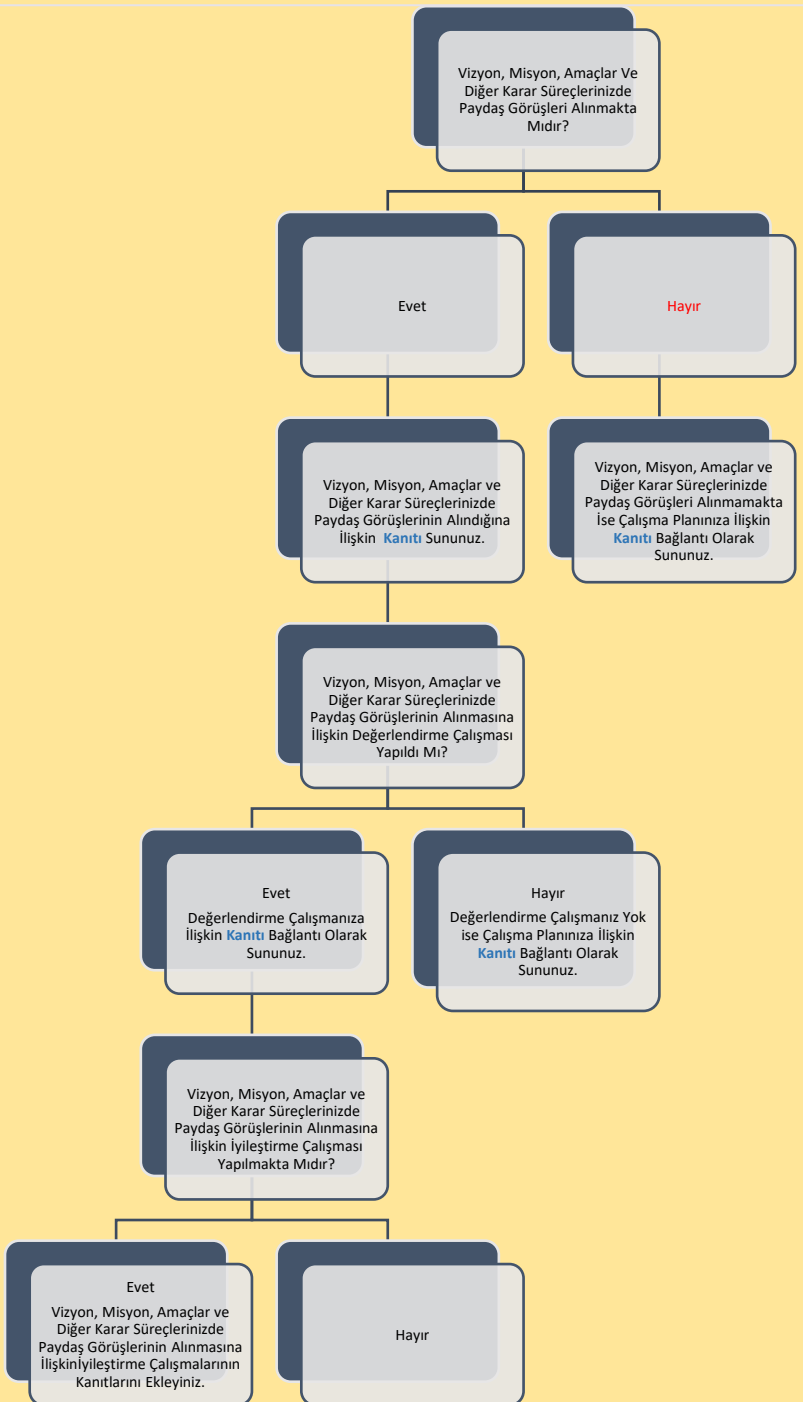 Vizyon, Misyon, Amaçlar Ve
Diğer Karar Süreçlerinizde
Paydaş Görüşleri Alınmakta
Mıdır?
Evet
Hayır
Vizyon, Misyon, Amaçlar ve
Diğer Karar Süreçlerinizde
Paydaş Görüşlerinin Alındığına
İlişkin Kanıtı Sununuz.
Vizyon, Misyon, Amaçlar ve
Diğer Karar Süreçlerinizde
Paydaş Görüşleri Alınmamakta
İse Çalışma Planınıza İlişkin
Kanıtı Bağlantı Olarak
Sununuz.
Vizyon, Misyon, Amaçlar ve
Diğer Karar Süreçlerinizde
Paydaş Görüşlerinin Alınmasına
İlişkin Değerlendirme Çalışması
Yapıldı Mı?
Evet
Değerlendirme Çalışmanıza
İlişkin Kanıtı Bağlantı Olarak
Sununuz.
Hayır
Değerlendirme Çalışmanız Yok
ise Çalışma Planınıza İlişkin
Kanıtı Bağlantı Olarak
Sununuz.
Vizyon, Misyon, Amaçlar ve
Diğer Karar Süreçlerinizde
Paydaş Görüşlerinin Alınmasına
İlişkin İyileştirme Çalışması
Yapılmakta Mıdır?
Evet
Vizyon, Misyon, Amaçlar ve
Diğer Karar Süreçlerinizde
Paydaş Görüşlerinin Alınmasına
İlişkinİyileştirme Çalışmalarının
Kanıtlarını Ekleyiniz.
Hayır